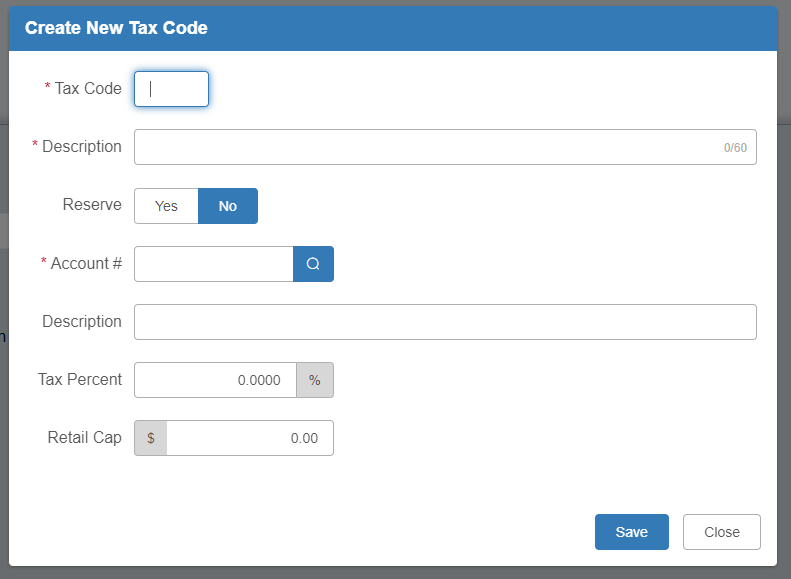 Create New Tax Code
* Tax Code
* Description 0/60
Reserve Yes No
* Account #
Description
Tax Percent 0.0000 %
Retail Cap $ 0.00
Save Close